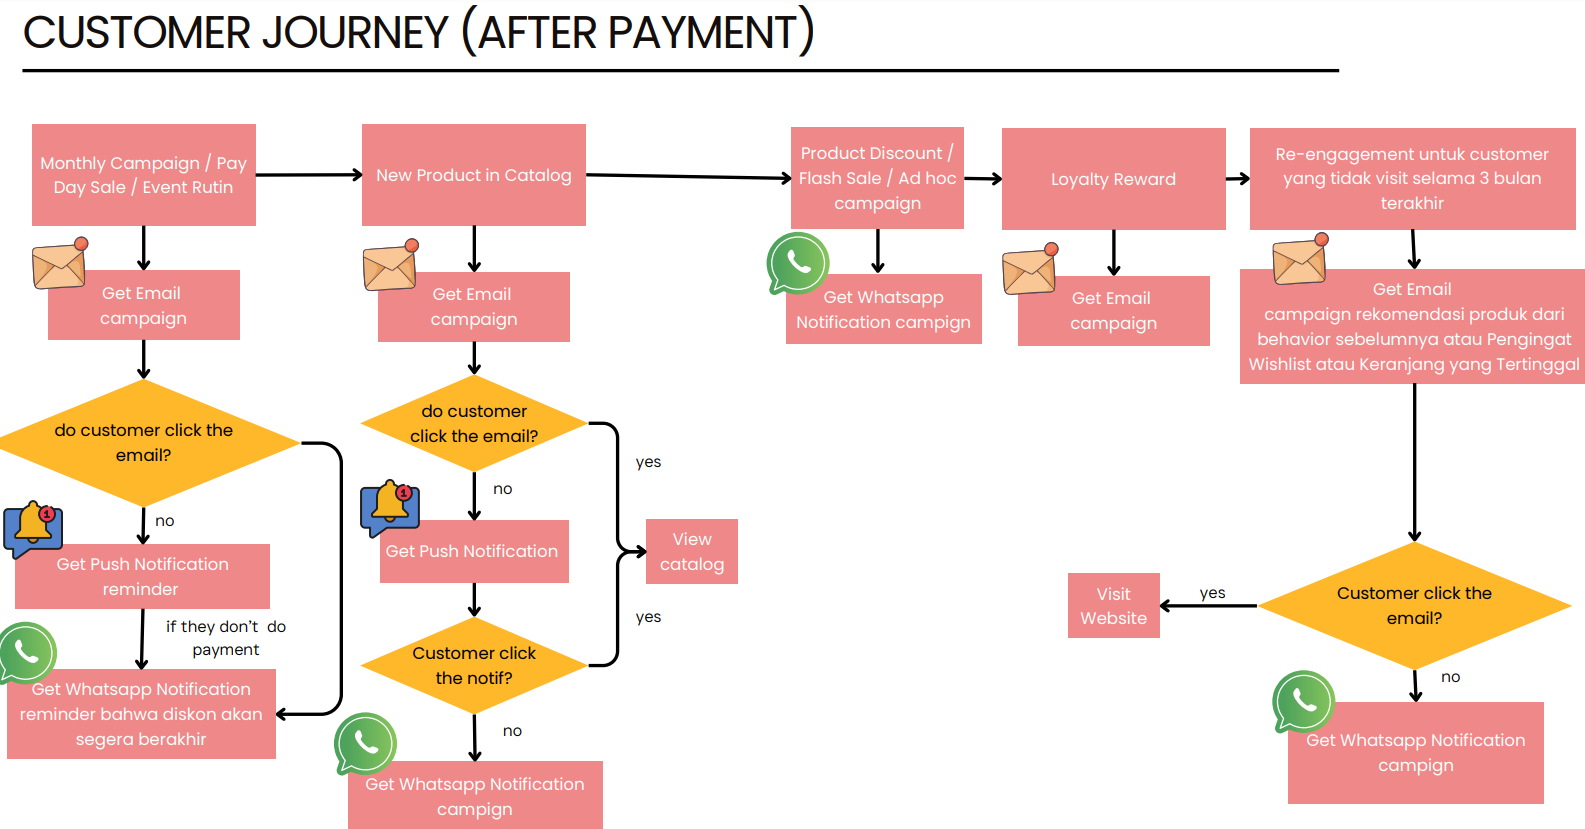 CUSTOMER JOURNEY (AFTER PAYMENT)
Monthly Campaign / Pay
Day Sale / Event Rutin
New Product in Catalog
Product Discount /
Flash Sale / Ad hoc
campaign
Loyalty Reward
Re-engagement untuk customer
yang tidak visit selama 3 bulan
terakhir
Get Email
campaign
Get Email
campaign
Get Whatsapp
Notification campign
Get Email
campaign
Get Email
campaign rekomendasi produk dari
behavior sebelumnya atau Pengingat
Wishlist atau Keranjang yang Tertinggal
do customer click the
email?
do customer
click the email?
yes
no
no
1
1
Get Push Notification
reminder
Get Push Notification
View
catalog
if they don't do
payment
yes
Visit
Website
yes
Customer click the
email?
Get Whatsapp Notification
reminder bahwa diskon akan
segera berakhir
Customer click
the notif?
no
no
Get Whatsapp Notification
campign
Get Whatsapp Notification
campign